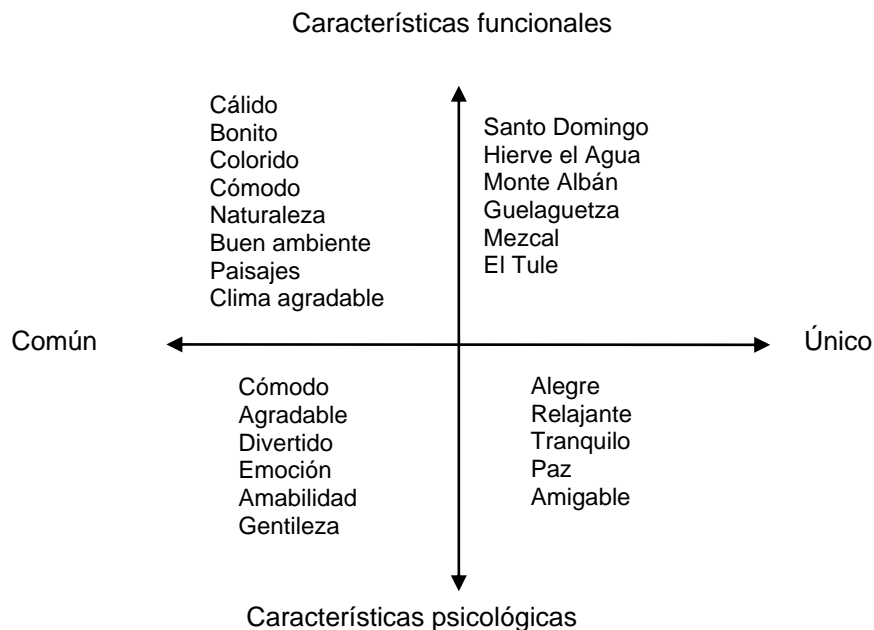 Características funcionales
Cálido
Bonito
Colorido
Cómodo
Naturaleza
Buen ambiente
Paisajes
Clima agradable
Santo Domingo
Hierve el Agua
Monte Albán
Guelaguetza
Mezcal
El Tule
Común
Único
Cómodo
Agradable
Divertido
Emoción
Amabilidad
Gentileza
Alegre
Relajante
Tranquilo
Paz
Amigable
Características psicológicas